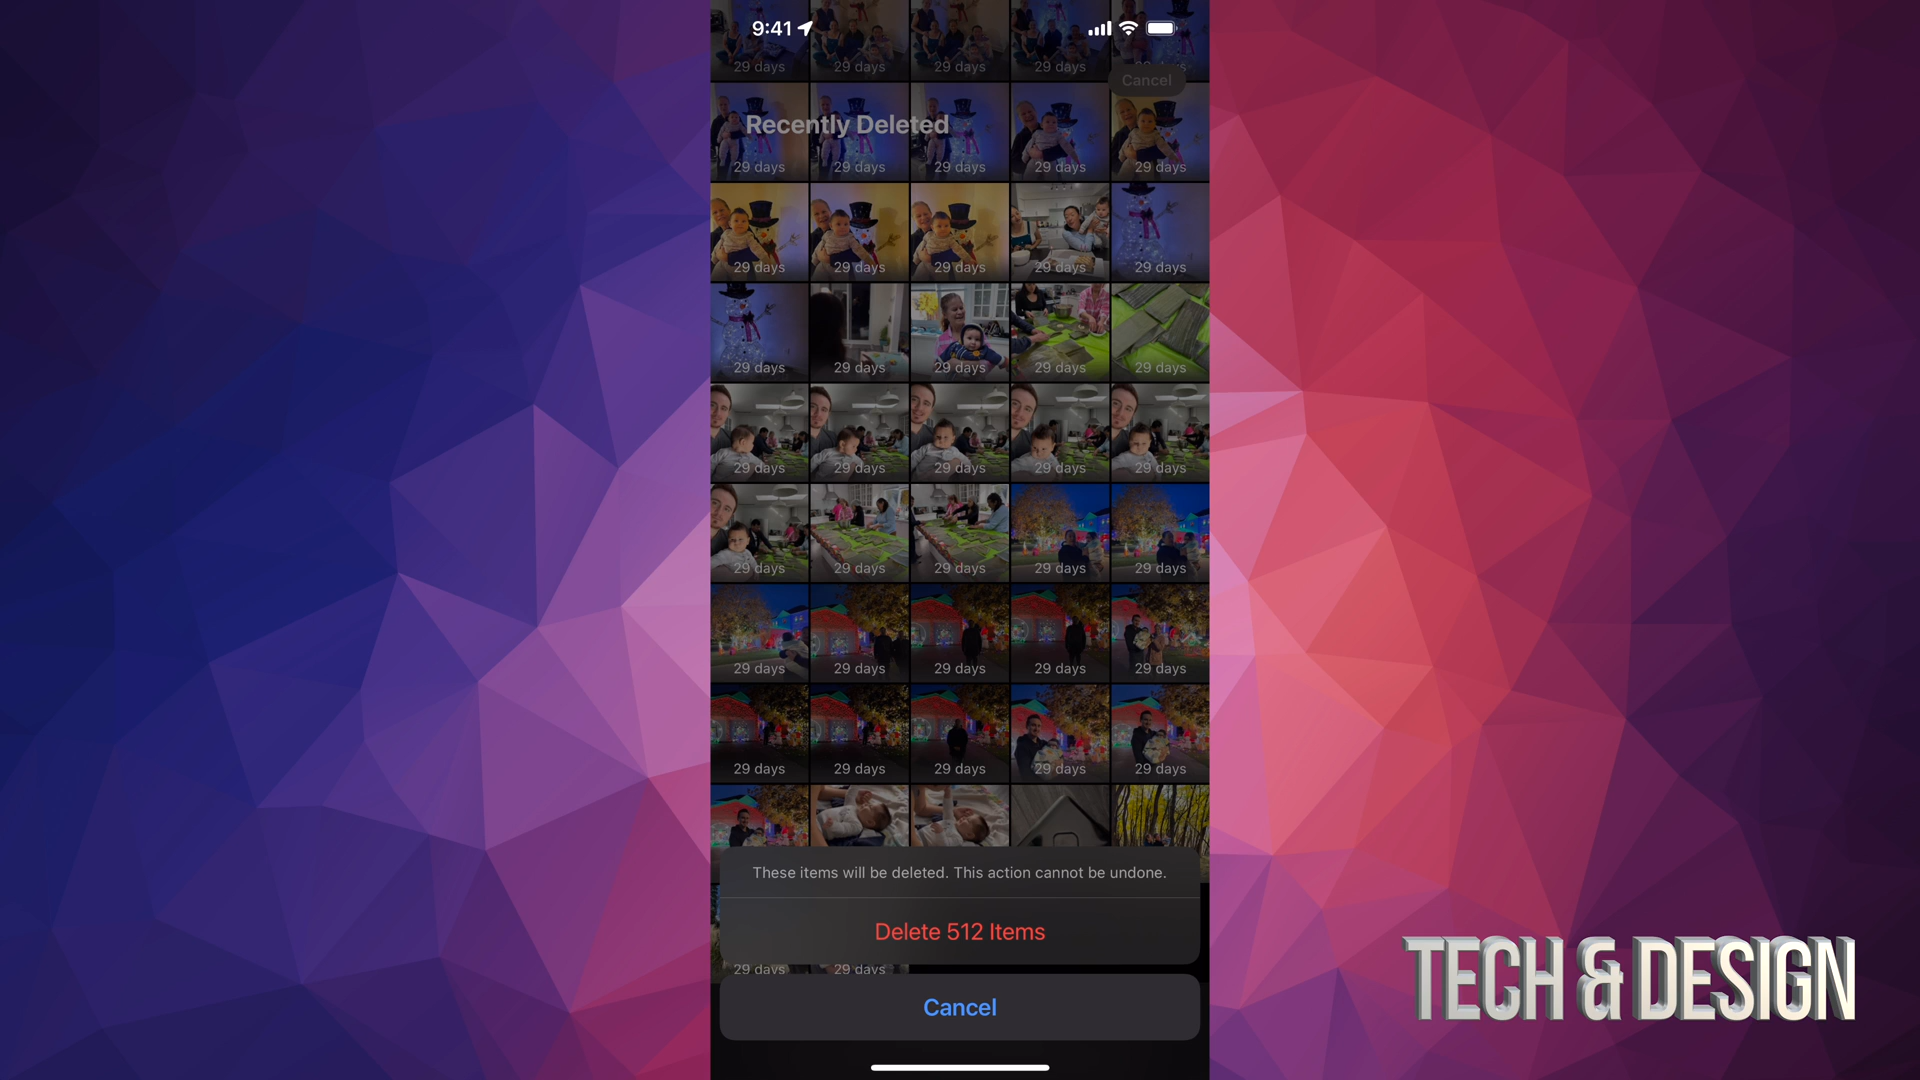 9:41
29 days 29 days 29 days 29 days 29 days
Cancel
Recently Deleted
29 days 29 days 29 days 29 days 29 days
29 days 29 days 29 days 29 days 29 days
29 days 29 days 29 days 29 days 29 days
29 days 29 days 29 days 29 days 29 days
29 days 29 days 29 days 29 days 29 days
29 days 29 days 29 days 29 days 29 days
29 days 29 days 29 days 29 days 29 days
These items will be deleted. This action cannot be undone.
Delete 512 Items
29 days 29 days
Cancel
TECH & DESIGN